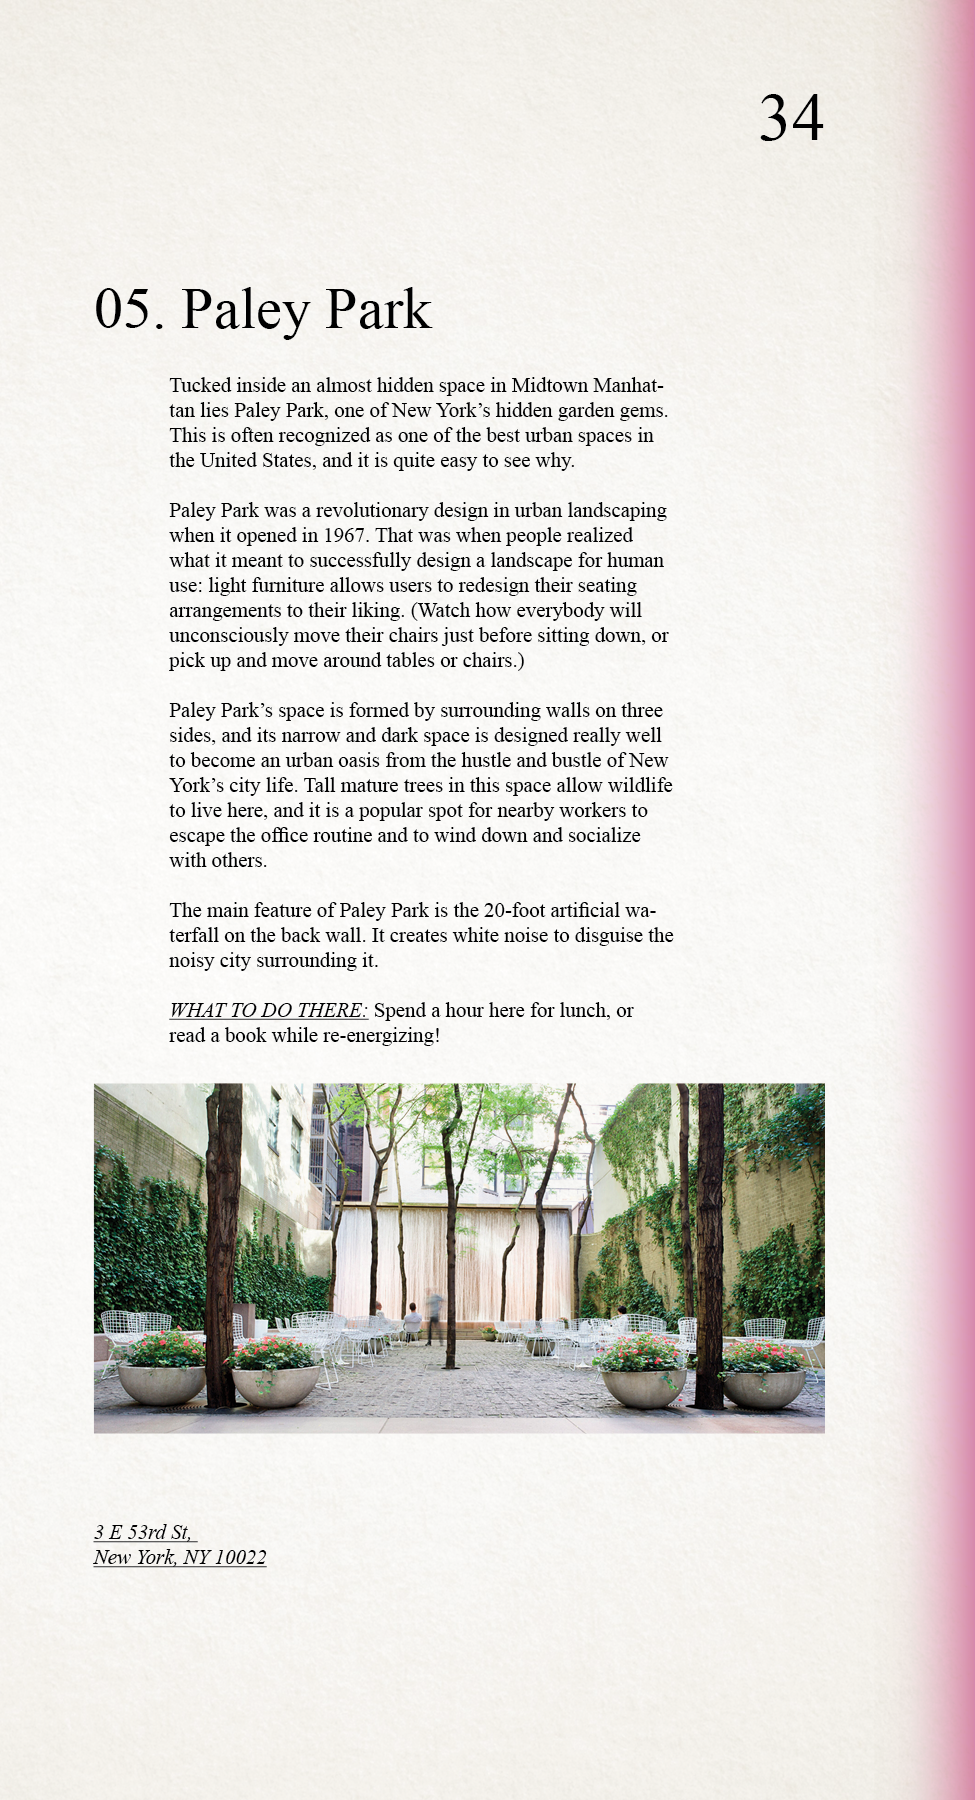 34
05. Paley Park
Tucked inside an almost hidden space in Midtown Manhat-
tan lies Paley Park, one of New York’s hidden garden gems.
This is often recognized as one of the best urban spaces in
the United States, and it is quite easy to see why.
Paley Park was a revolutionary design in urban landscaping
when it opened in 1967. That was when people realized
what it meant to successfully design a landscape for human
use: light furniture allows users to redesign their seating
arrangements to their liking. (Watch how everybody will
unconsciously move their chairs just before sitting down, or
pick up and move around tables or chairs.)
Paley Park’s space is formed by surrounding walls on three
sides, and its narrow and dark space is designed really well
to become an urban oasis from the hustle and bustle of New
York’s city life. Tall mature trees in this space allow wildlife
to live here, and it is a popular spot for nearby workers to
escape the office routine and to wind down and socialize
with others.
The main feature of Paley Park is the 20-foot artificial wa-
terfall on the back wall. It creates white noise to disguise the
noisy city surrounding it.
WHAT TO DO THERE: Spend a hour here for lunch, or
read a book while re-energizing!
3 E 53rd St,
New York, NY 10022